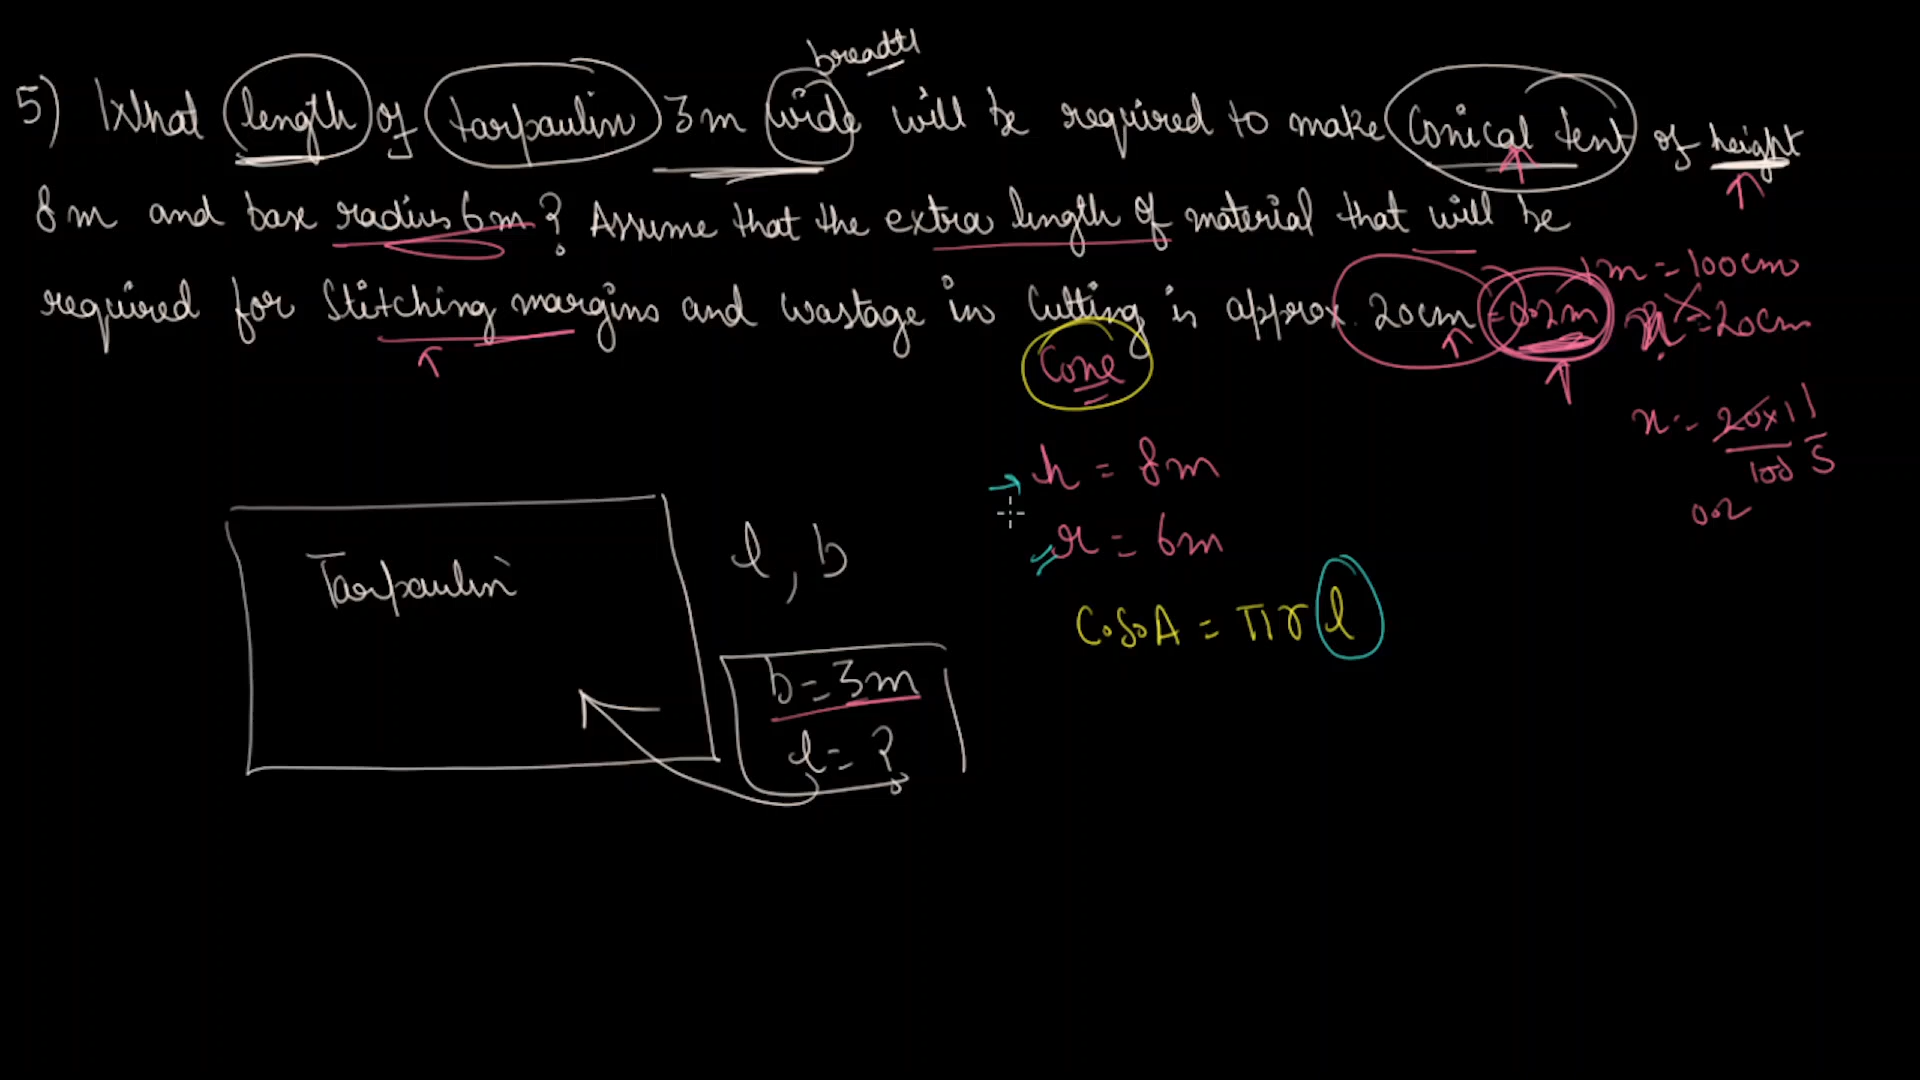 breadth
5) What length of tarpaulin 3m wide will be required to make Conical tent of height
8m and base radius 6m? Assume that the extra length of material that will be
required for Stitching margins and wastage in Cutting is approx. 20cm = 0.2m
1m = 100cm
x = 20cm
Cone
x = 20x1 1
100 5
0.2
h = 8m
r = 6m
Tarpaulin
l, b
C.S.A = πrl
b = 3m
l = ?